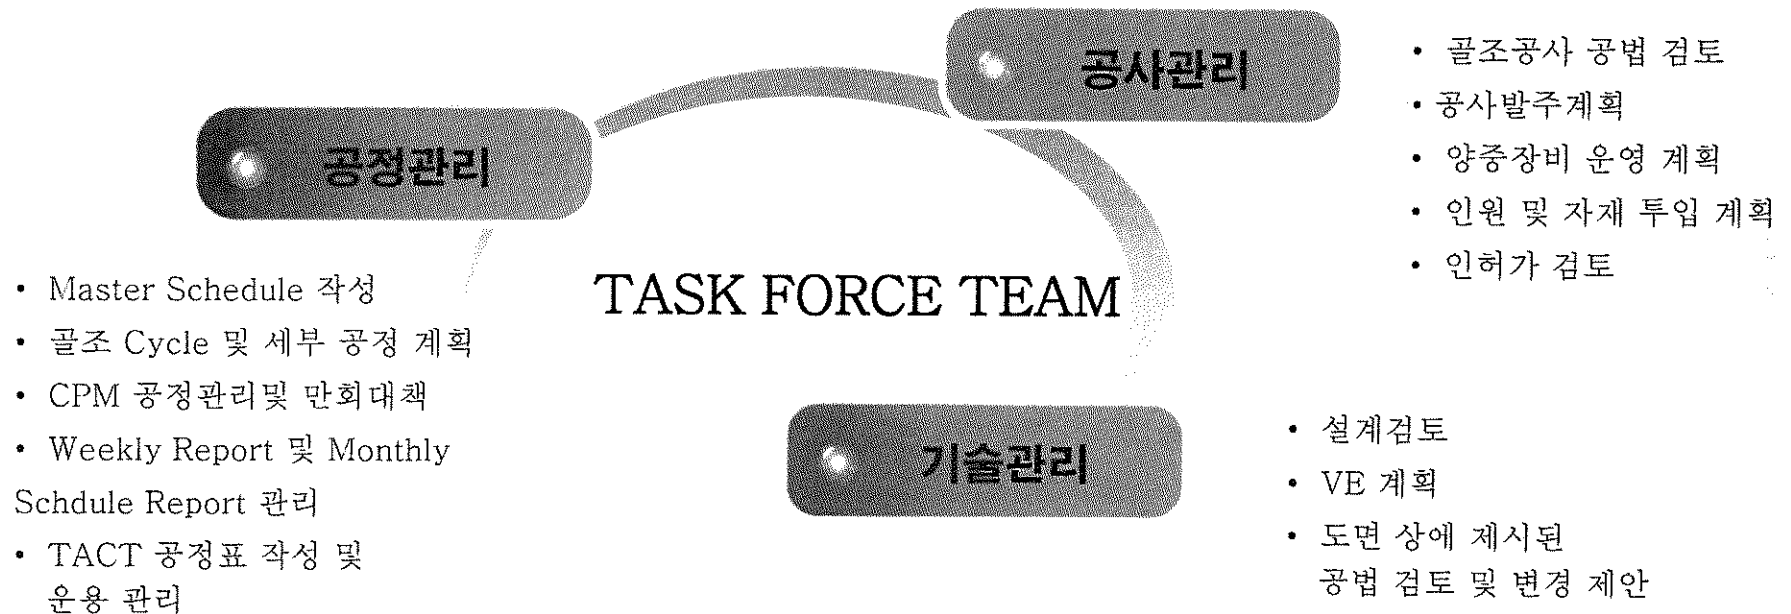 공사관리
• 골조공사 공법 검토
• 공사발주계획
• 양중장비 운영 계획
• 인원 및 자재 투입 계획
• 인허가 검토
공정관리
TASK FORCE TEAM
• Master Schedule 작성
• 골조 Cycle 및 세부 공정 계획
• CPM 공정관리및 만회대책
• Weekly Report 및 Monthly
Schdule Report 관리
• TACT 공정표 작성 및
운용 관리
기술관리
• 설계검토
• VE 계획
• 도면 상에 제시된
공법 검토 및 변경 제안